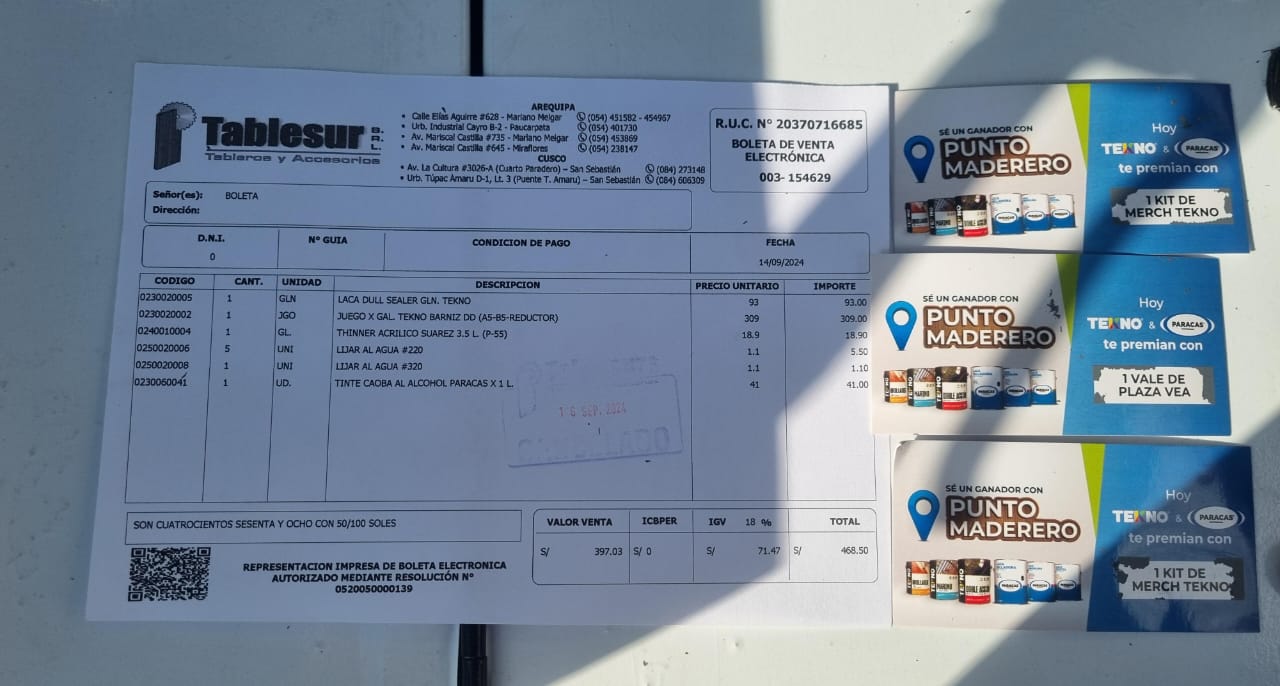 Tablesur S.R.L.
Tableros y Accesorios
AREQUIPA
• Calle Elías Aguirre #628 - Mariano Melgar (054) 451582 - 454967
• Urb. Industrial Cayro B-2 - Paucarpata (054) 401730
• Av. Mariscal Castilla #735 - Mariano Melgar (054) 453869
• Av. Mariscal Castilla #645 - Miraflores (054) 238147
CUSCO
• Av. La Cultura #3026-A (Cuarto Paradero) – San Sebastián (084) 273148
• Urb. Túpac Amaru D-1, Lt. 3 (Puente T. Amaru) – San Sebastián (084) 606309
R.U.C. N° 20370716685
BOLETA DE VENTA
ELECTRÓNICA
003- 154629
Señor(es): BOLETA
Dirección:
D.N.I. N° GUIA CONDICION DE PAGO FECHA
0 14/09/2024
CODIGO CANT. UNIDAD DESCRIPCION PRECIO UNITARIO IMPORTE
0230020005 1 GLN LACA DULL SEALER GLN. TEKNO 93 93.00
0230020002 1 JGO JUEGO X GAL. TEKNO BARNIZ DD (A5-B5-REDUCTOR) 309 309.00
0240010004 1 GL. THINNER ACRILICO SUAREZ 3.5 L. (P-55) 18.9 18.90
0250020006 5 UNI LIJAR AL AGUA #220 1.1 5.50
0250020008 1 UNI LIJAR AL AGUA #320 1.1 1.10
0230060041 1 UD. TINTE CAOBA AL ALCOHOL PARACAS X 1 L. 41 41.00
SEP. 2024
CANCELADO
SON CUATROCIENTOS SESENTA Y OCHO CON 50/100 SOLES
VALOR VENTA ICBPER IGV 18 % TOTAL
S/ 397.03 S/ 0 S/ 71.47 S/ 468.50
REPRESENTACION IMPRESA DE BOLETA ELECTRONICA
AUTORIZADO MEDIANTE RESOLUCIÓN N°
0520050000139
SÉ UN GANADOR CON
PUNTO
MADERERO
Hoy
TEKNO & PARACAS
te premian con
1 KIT DE
MERCH TEKNO
SÉ UN GANADOR CON
PUNTO
MADERERO
Hoy
TEKNO & PARACAS
te premian con
1 VALE DE
PLAZA VEA
SÉ UN GANADOR CON
PUNTO
MADERERO
Hoy
TEKNO & PARACAS
te premian con
1 KIT DE
MERCH TEKNO